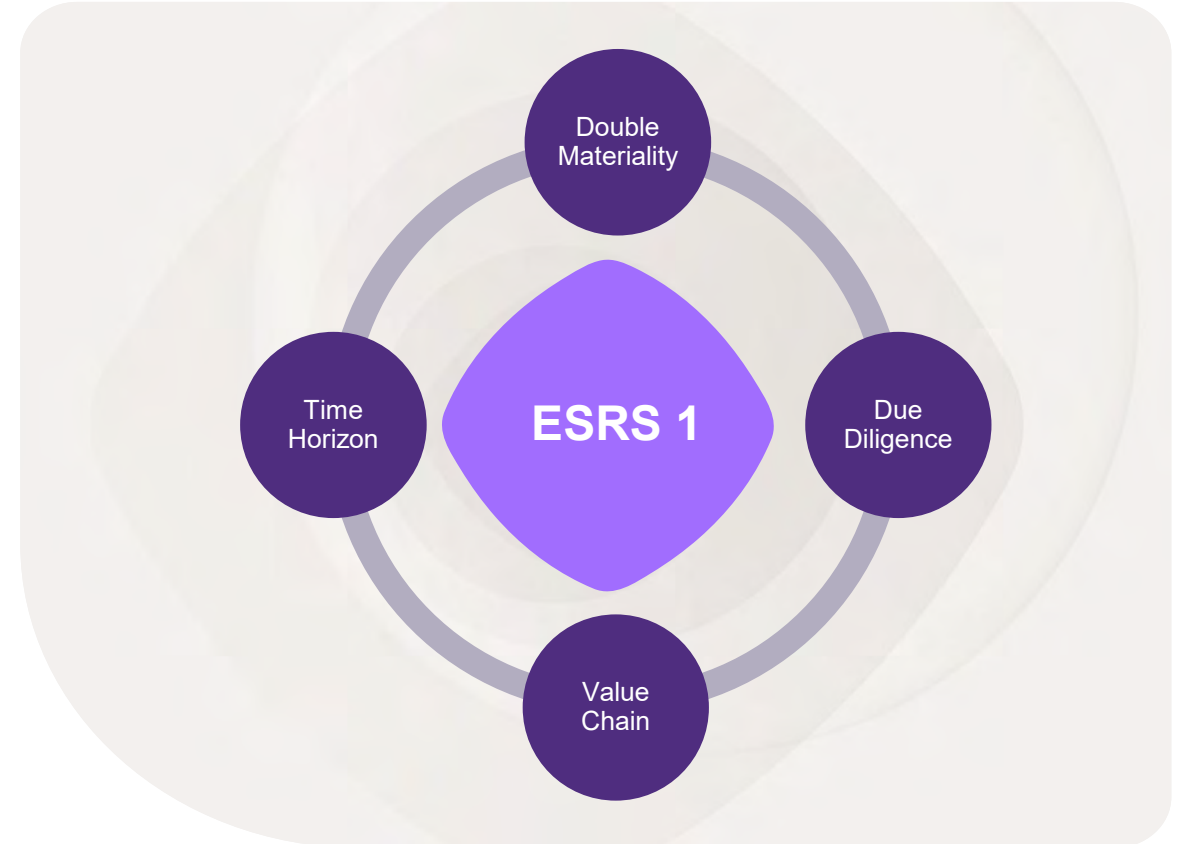 Double
Materiality
Time
Horizon
ESRS 1
Due
Diligence
Value
Chain